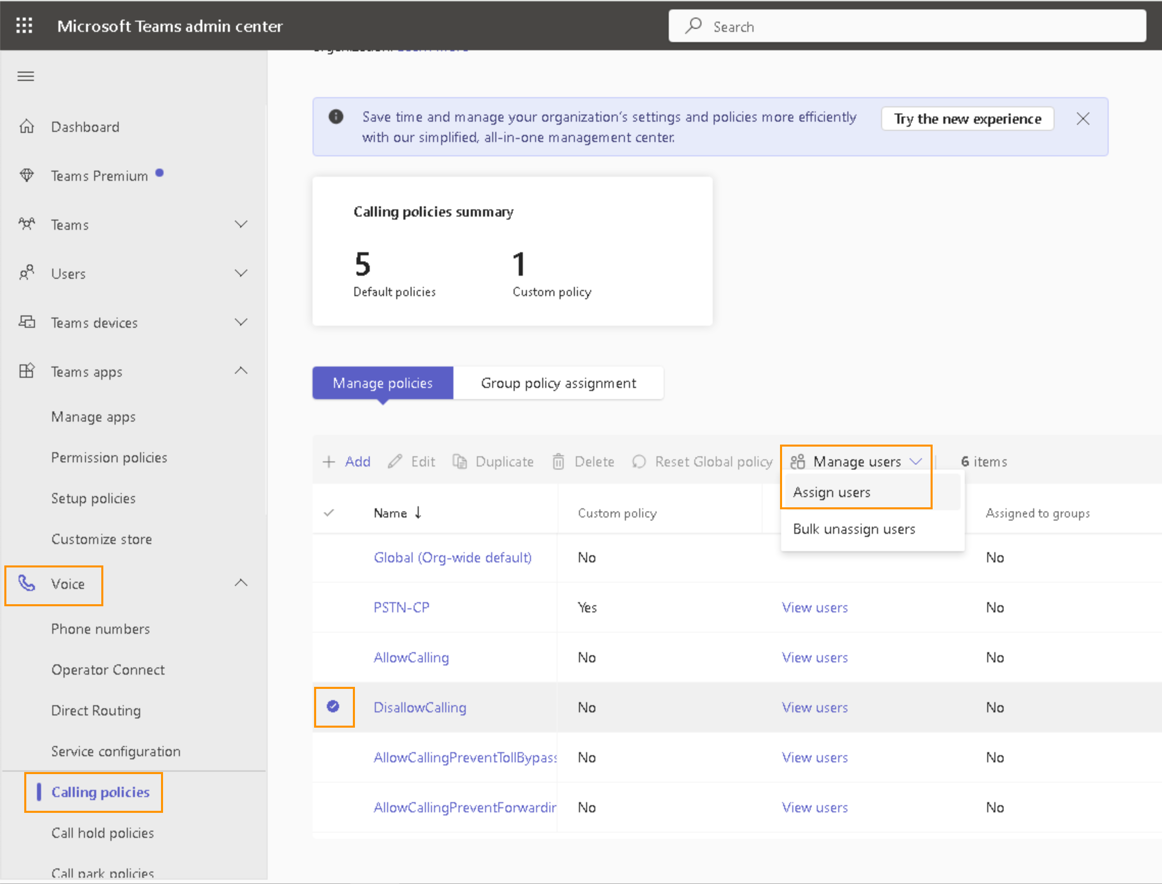 Microsoft Teams admin center
Search
Save time and manage your organization's settings and policies more efficiently
with our simplified, all-in-one management center.
Try the new experience
Dashboard
Teams Premium
Teams
Users
Teams devices
Teams apps
Manage apps
Permission policies
Setup policies
Customize store
Voice
Phone numbers
Operator Connect
Direct Routing
Service configuration
Calling policies
Call hold policies
Call park policies
Calling policies summary
5 1
Default policies Custom policy
Manage policies Group policy assignment
Add Edit Duplicate Delete Reset Global policy Manage users 6 items
Assign users
Bulk unassign users
Name ↓ Custom policy Assigned to groups
Global (Org-wide default) No No
PSTN-CP Yes View users No
AllowCalling No View users No
DisallowCalling No View users No
AllowCallingPreventTollBypass No View users No
AllowCallingPreventForwardin No View users No